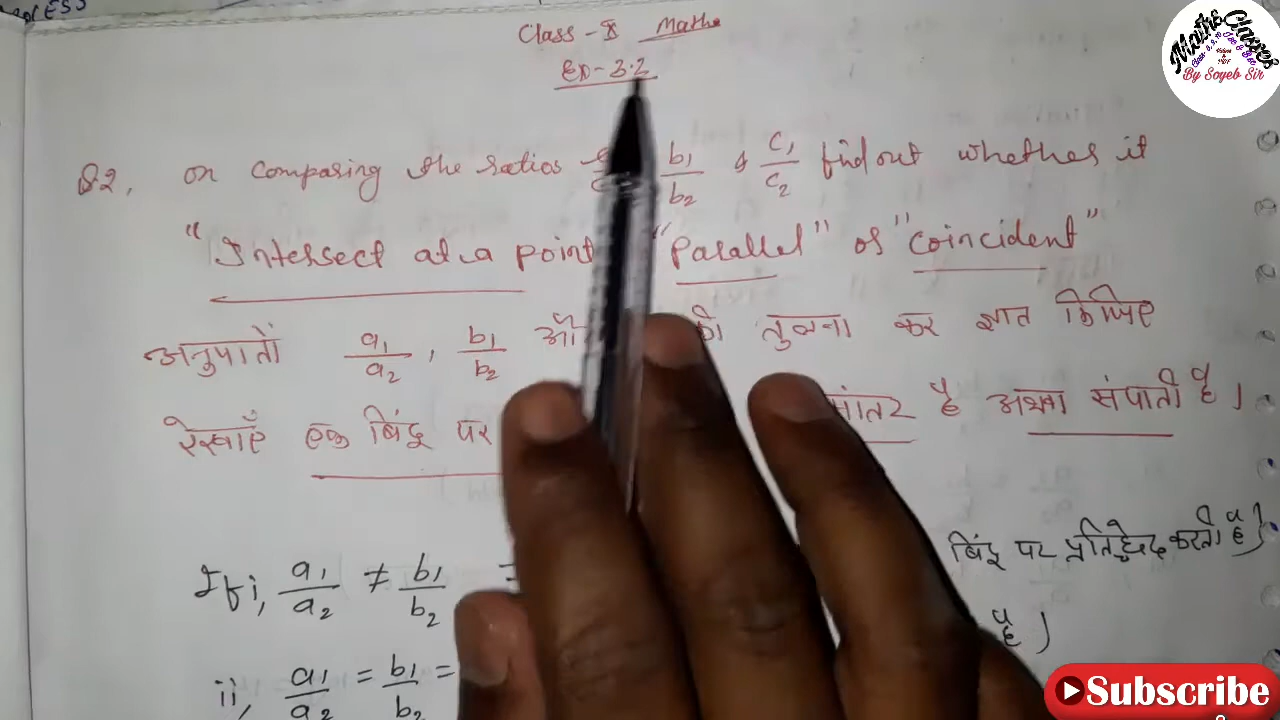 ocess
Class - X Maths
Ex - 3.2
Maths Classes
By Soyeb Sir
Q2, On comparing the ratios b₁/b₂ & c₁/c₂ find out whether it
"Intersect at a point "Parallel" or "coincident"
अनुपातों a₁/a₂ , b₁/b₂ की तुलना कर ज्ञात किजिए
रेखाएँ एक बिंदु पर मांतर है अथवा संपाती है।
If i, a₁/a₂ ≠ b₁/b₂ = बिंदु पर प्रतिछेद करती है।
ii, a₁/a₂ = b₁/b₂ = है।
Subscribe